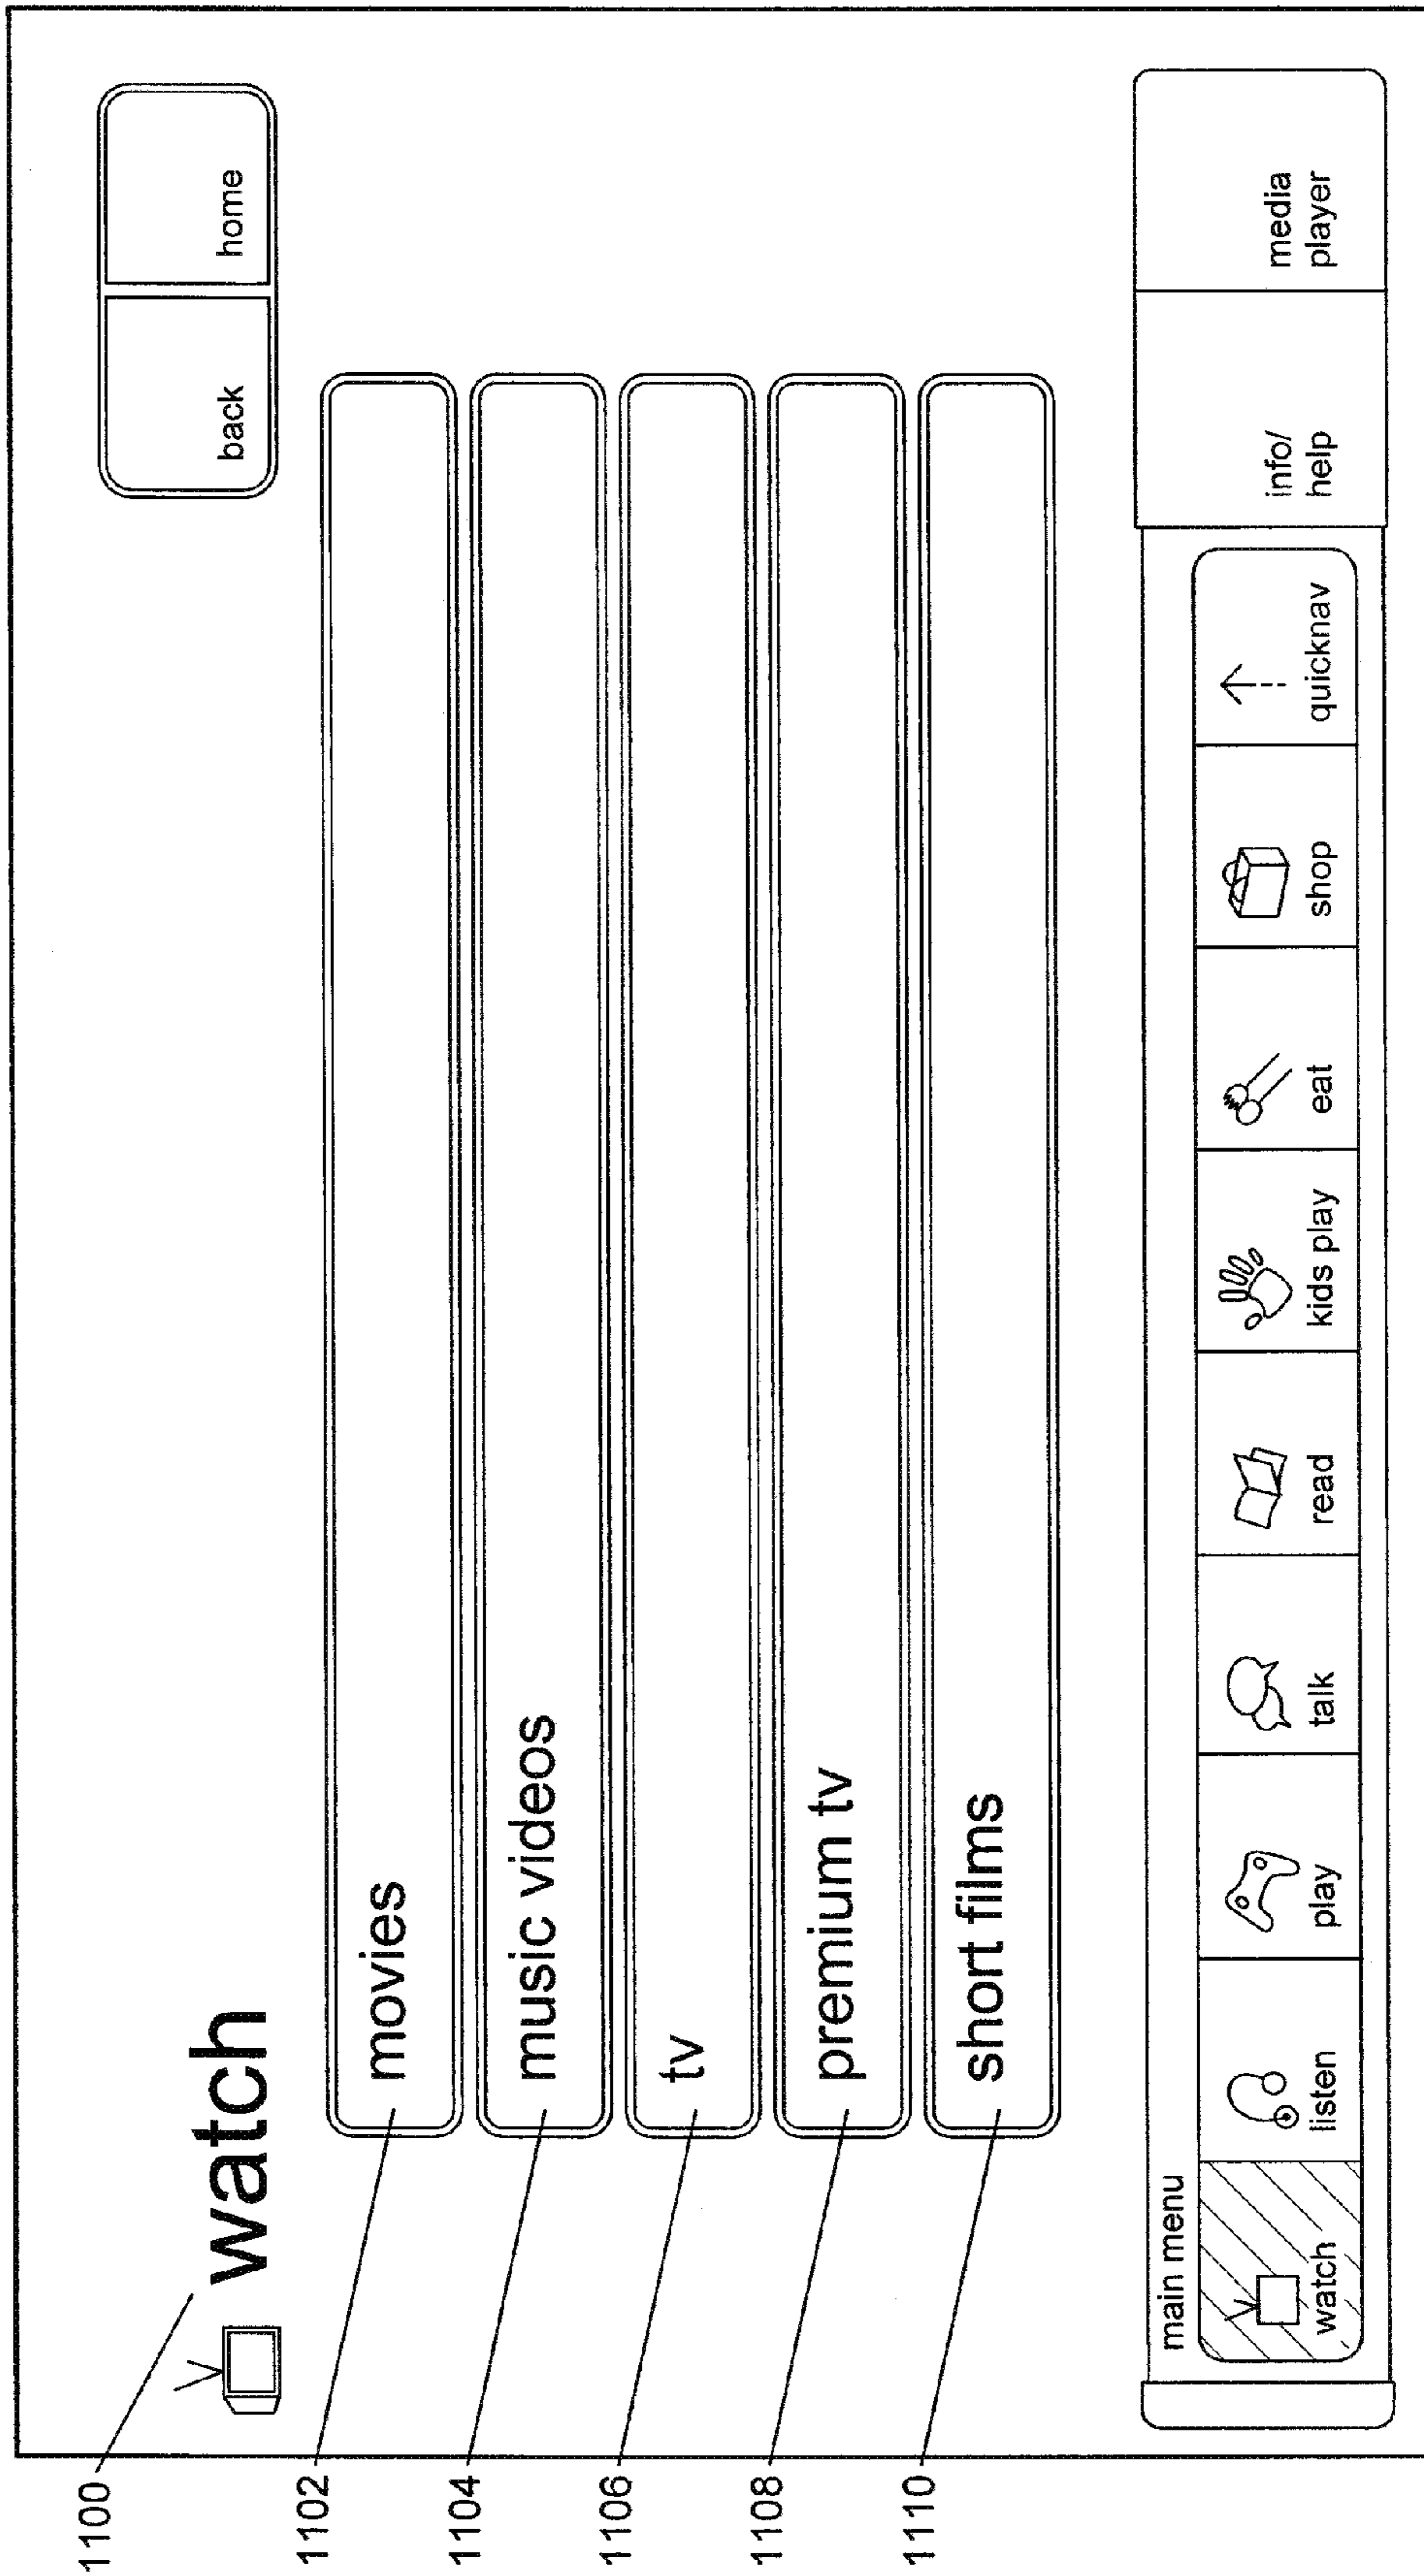 1100
watch
back
home
1102
movies
1104
music videos
1106
tv
1108
premium tv
1110
short films
main menu
watch
listen
play
talk
read
kids play
eat
shop
quicknav
info/
help
media
player